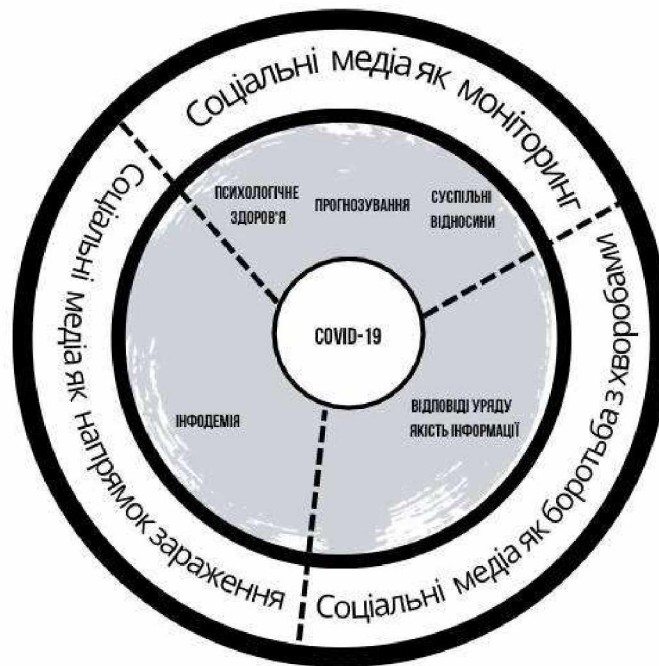 Соціальні медіа як моніторинг
ПСИХОЛОГІЧНЕ
ЗДОРОВ'Я
ПРОГНОЗУВАННЯ
СУСПІЛЬНІ
ВІДНОСИНИ
COVID-19
ІНФОДЕМІЯ
ВІДПОВІДІ УРЯДУ
ЯКІСТЬ ІНФОРМАЦІЇ
Соціальні медіа як напрямок зараження
Соціальні медіа як боротьба з хворобами